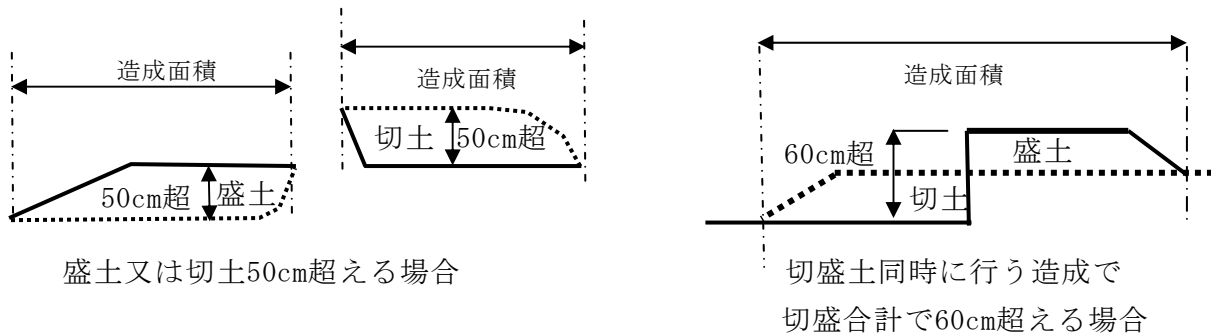 造成面積
50cm超
盛土
造成面積
切土
50cm超
盛土又は切土50cm超える場合
造成面積
60cm超
盛土
切土
切盛土同時に行う造成で
切盛合計で60cm超える場合